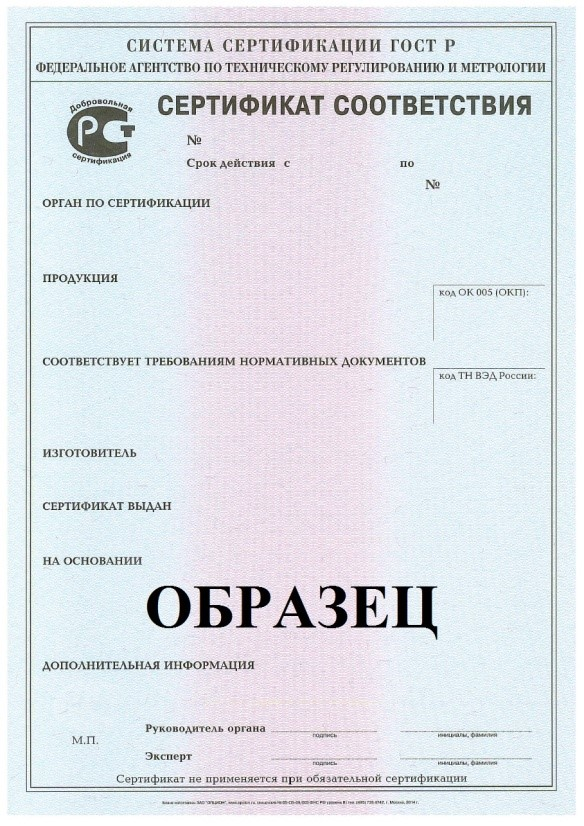 СИСТЕМА СЕРТИФИКАЦИИ ГОСТ Р
ФЕДЕРАЛЬНОЕ АГЕНТСТВО ПО ТЕХНИЧЕСКОМУ РЕГУЛИРОВАНИЮ И МЕТРОЛОГИИ
Добровольная
РСТ
сертификация
СЕРТИФИКАТ СООТВЕТСТВИЯ
№
Срок действия с по
№
ОРГАН ПО СЕРТИФИКАЦИИ
ПРОДУКЦИЯ
код ОК 005 (ОКП):
СООТВЕТСТВУЕТ ТРЕБОВАНИЯМ НОРМАТИВНЫХ ДОКУМЕНТОВ
код ТН ВЭД России:
ИЗГОТОВИТЕЛЬ
СЕРТИФИКАТ ВЫДАН
НА ОСНОВАНИИ
ОБРАЗЕЦ
ДОПОЛНИТЕЛЬНАЯ ИНФОРМАЦИЯ
М.П.
Руководитель органа
подпись
инициалы, фамилия
Эксперт
подпись
инициалы, фамилия
Сертификат не применяется при обязательной сертификации